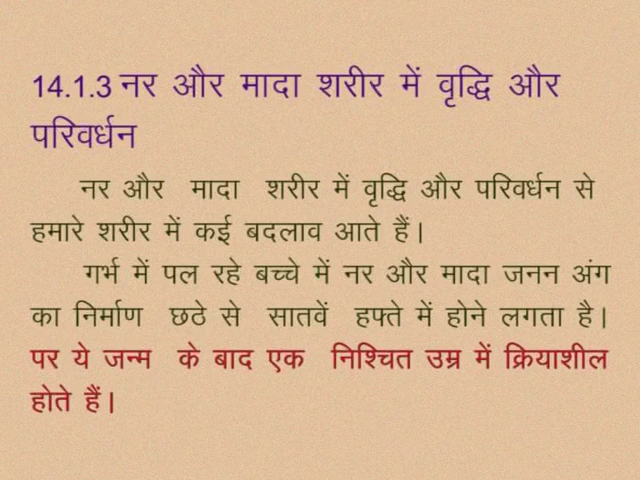 14.1.3 नर और मादा शरीर में वृद्धि और
परिवर्धन
नर और मादा शरीर में वृद्धि और परिवर्धन से
हमारे शरीर में कई बदलाव आते हैं।
गर्भ में पल रहे बच्चे में नर और मादा जनन अंग
का निर्माण छठे से सातवें हफ्ते में होने लगता है।
पर ये जन्म के बाद एक निश्चित उम्र में क्रियाशील
होते हैं।